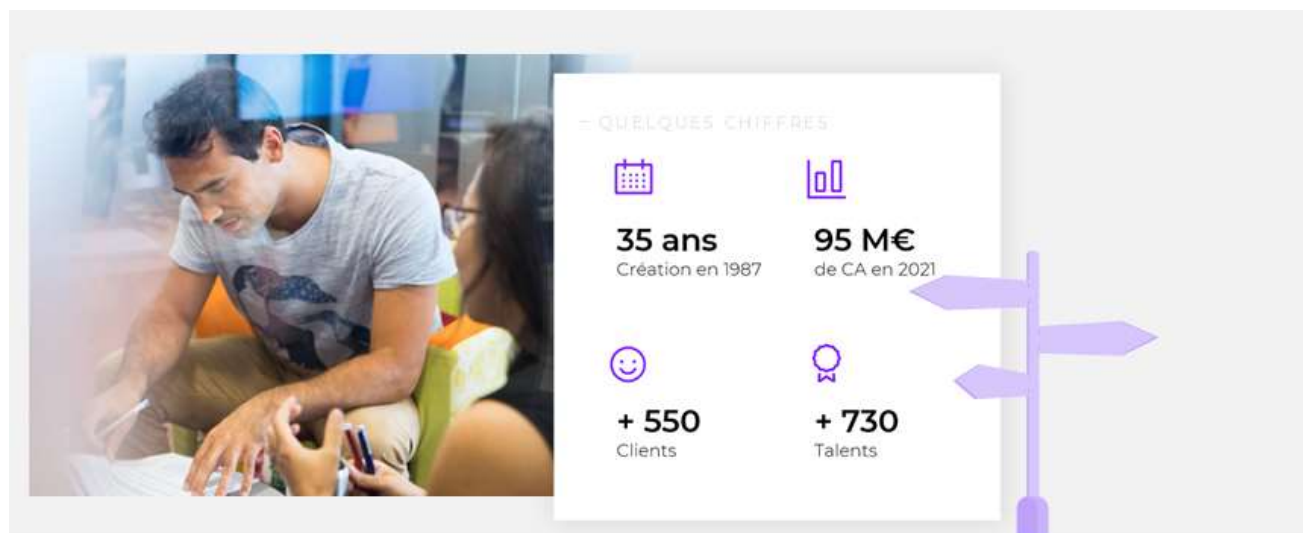 – QUELQUES CHIFFRES
35 ans
Création en 1987
95 M€
de CA en 2021
+ 550
Clients
+ 730
Talents